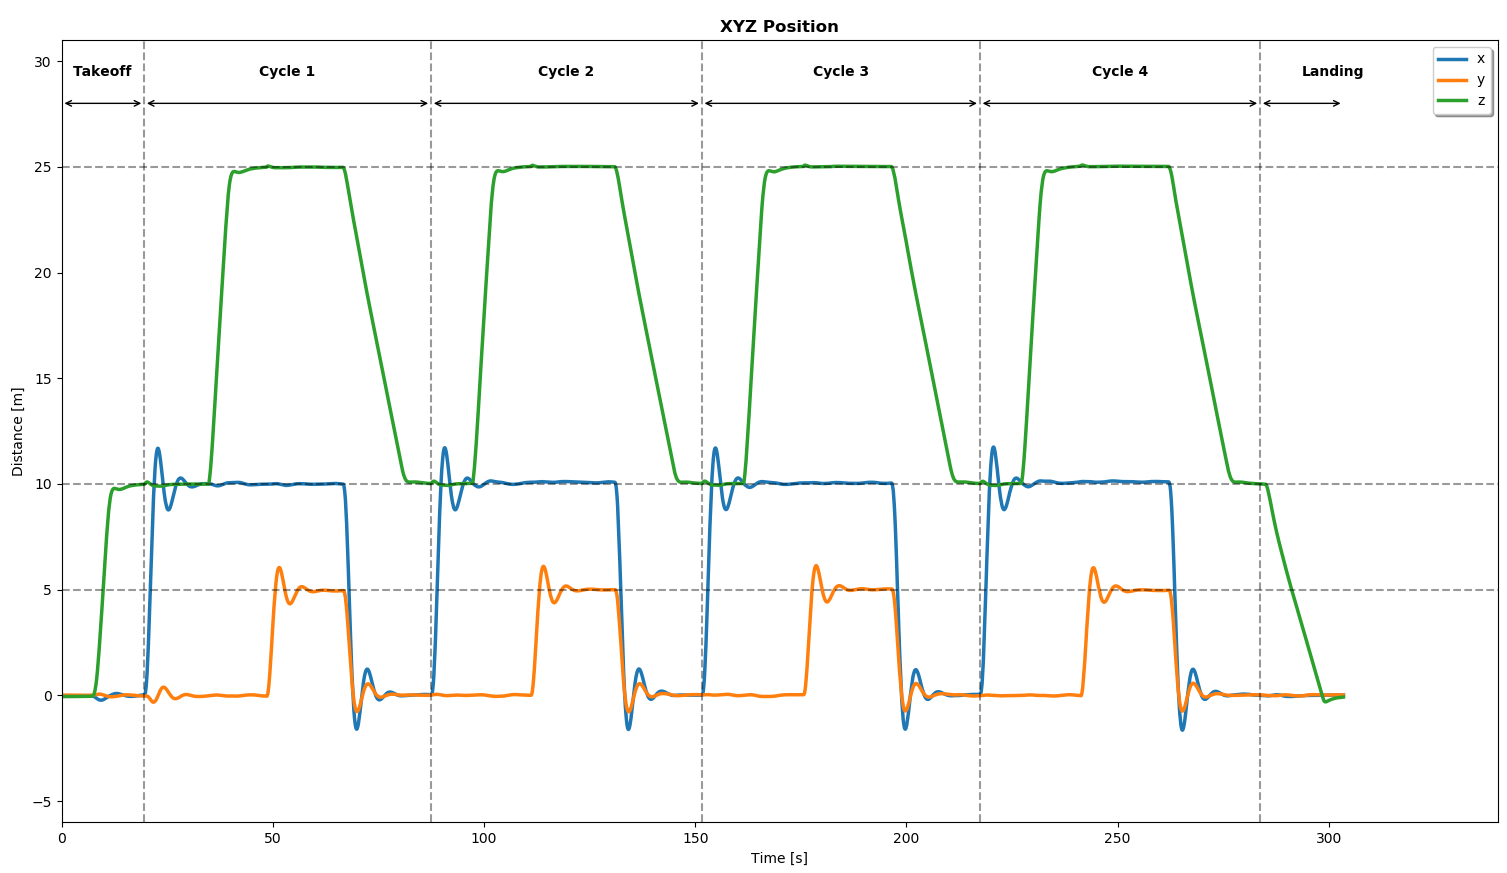 XYZ Position
Takeoff
Cycle 1
Cycle 2
Cycle 3
Cycle 4
Landing
x
y
z
30
25
20
15
10
5
0
−5
Distance [m]
0
50
100
150
200
250
300
Time [s]